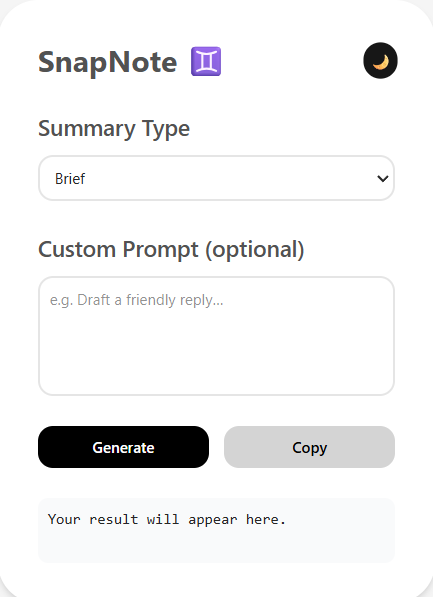 SnapNote ♊
Summary Type
Brief
Custom Prompt (optional)
e.g. Draft a friendly reply...
Generate
Copy
Your result will appear here.